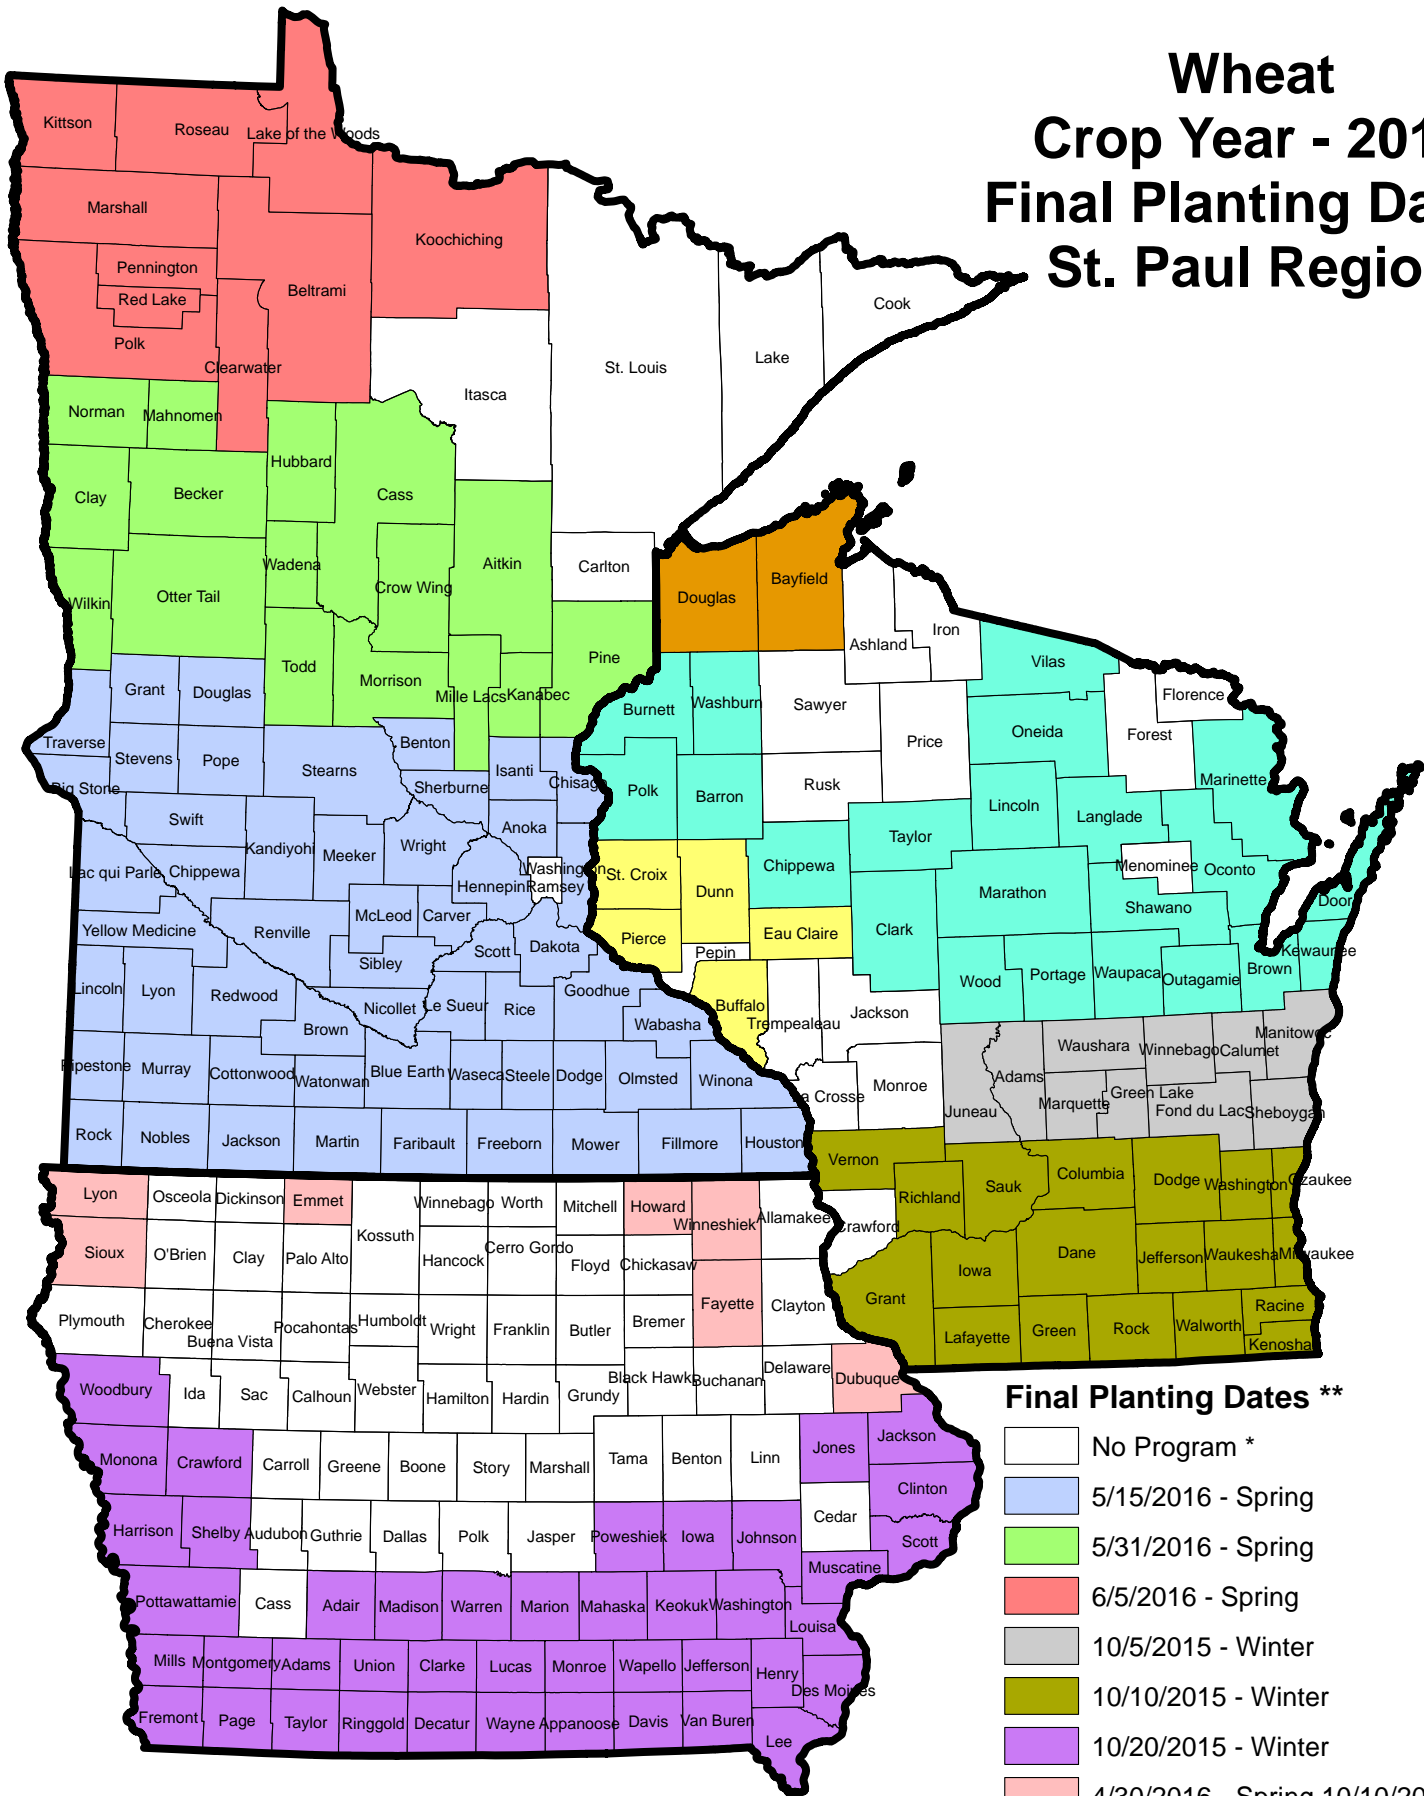 Wheat
Crop Year - 201
Final Planting Da
St. Paul Regio
Kittson
Roseau
Lake of the Woods
Marshall
Koochiching
Pennington
Red Lake
Beltrami
Polk
Clearwater
Cook
Lake
St. Louis
Itasca
Norman
Mahnomen
Hubbard
Cass
Clay
Becker
Wadena
Crow Wing
Aitkin
Carlton
Wilkin
Otter Tail
Todd
Morrison
Mille Lacs
Kanabec
Pine
Grant
Douglas
Traverse
Stevens
Pope
Stearns
Benton
Isanti
Chisago
Big Stone
Sherburne
Swift
Anoka
Kandiyohi
Meeker
Wright
Lac qui Parle
Chippewa
Washington
Hennepin
Ramsey
McLeod
Carver
Yellow Medicine
Renville
Scott
Dakota
Sibley
Lincoln
Lyon
Redwood
Nicollet
Le Sueur
Rice
Goodhue
Brown
Wabasha
Pipestone
Murray
Cottonwood
Watonwan
Blue Earth
Waseca
Steele
Dodge
Olmsted
Winona
Rock
Nobles
Jackson
Martin
Faribault
Freeborn
Mower
Fillmore
Houston
Douglas
Bayfield
Ashland
Iron
Vilas
Florence
Burnett
Washburn
Sawyer
Price
Oneida
Forest
Marinette
Polk
Barron
Rusk
Lincoln
Langlade
Taylor
Chippewa
Menominee
Oconto
St. Croix
Dunn
Marathon
Shawano
Door
Pierce
Eau Claire
Clark
Pepin
Wood
Portage
Waupaca
Outagamie
Brown
Kewaunee
Buffalo
Trempealeau
Jackson
Waushara
Winnebago
Calumet
Manitowoc
La Crosse
Monroe
Juneau
Adams
Marquette
Green Lake
Fond du Lac
Sheboygan
Vernon
Richland
Sauk
Columbia
Dodge
Washington
Ozaukee
Crawford
Grant
Iowa
Dane
Jefferson
Waukesha
Milwaukee
Lafayette
Green
Rock
Walworth
Racine
Kenosha
Lyon
Osceola
Dickinson
Emmet
Kossuth
Winnebago
Worth
Mitchell
Howard
Winneshiek
Allamakee
Sioux
O'Brien
Clay
Palo Alto
Hancock
Cerro Gordo
Floyd
Chickasaw
Fayette
Clayton
Plymouth
Cherokee
Buena Vista
Pocahontas
Humboldt
Wright
Franklin
Butler
Bremer
Woodbury
Ida
Sac
Calhoun
Webster
Hamilton
Hardin
Grundy
Black Hawk
Buchanan
Delaware
Dubuque
Monona
Crawford
Carroll
Greene
Boone
Story
Marshall
Tama
Benton
Linn
Jones
Jackson
Clinton
Cedar
Scott
Harrison
Shelby
Audubon
Guthrie
Dallas
Polk
Jasper
Poweshiek
Iowa
Johnson
Muscatine
Pottawattamie
Cass
Adair
Madison
Warren
Marion
Mahaska
Keokuk
Washington
Louisa
Mills
Montgomery
Adams
Union
Clarke
Lucas
Monroe
Wapello
Jefferson
Henry
Des Moines
Fremont
Page
Taylor
Ringgold
Decatur
Wayne
Appanoose
Davis
Van Buren
Lee
Final Planting Dates **
No Program *
5/15/2016 - Spring
5/31/2016 - Spring
6/5/2016 - Spring
10/5/2015 - Winter
10/10/2015 - Winter
10/20/2015 - Winter
4/30/2016 - Spring 10/10/20